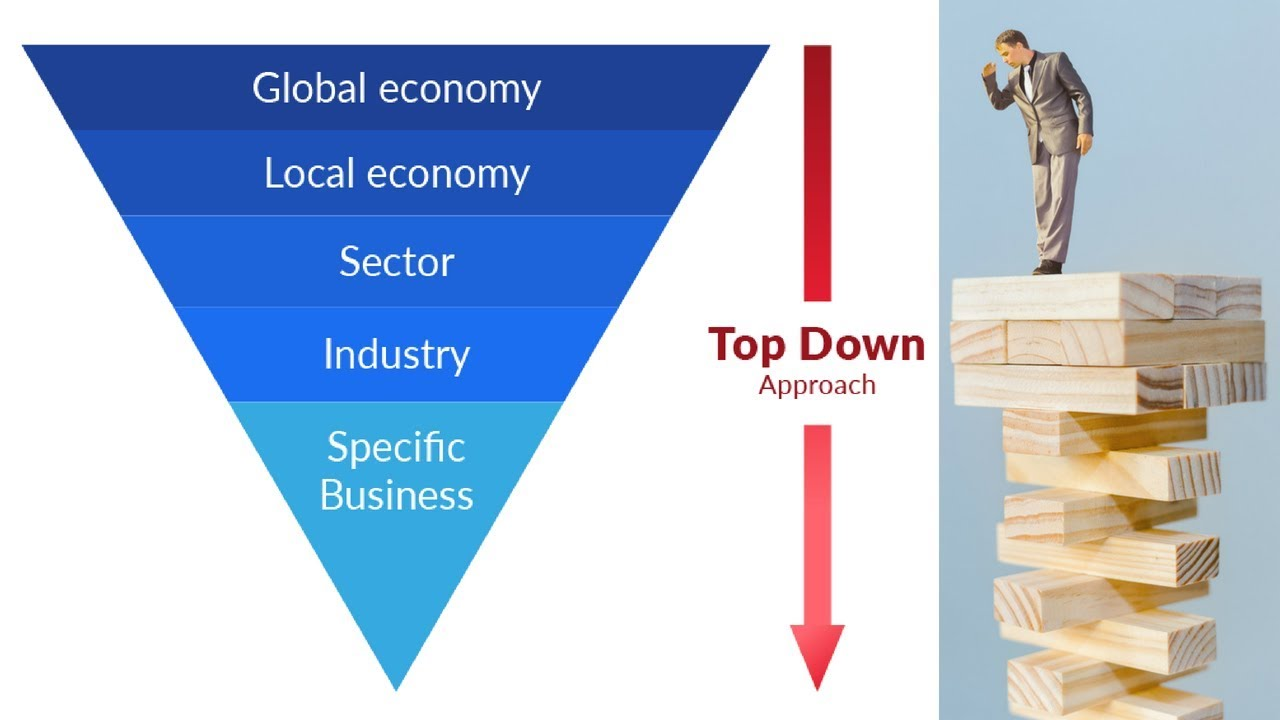 Global economy
Local economy
Sector
Industry
Specific
Business
Top Down
Approach